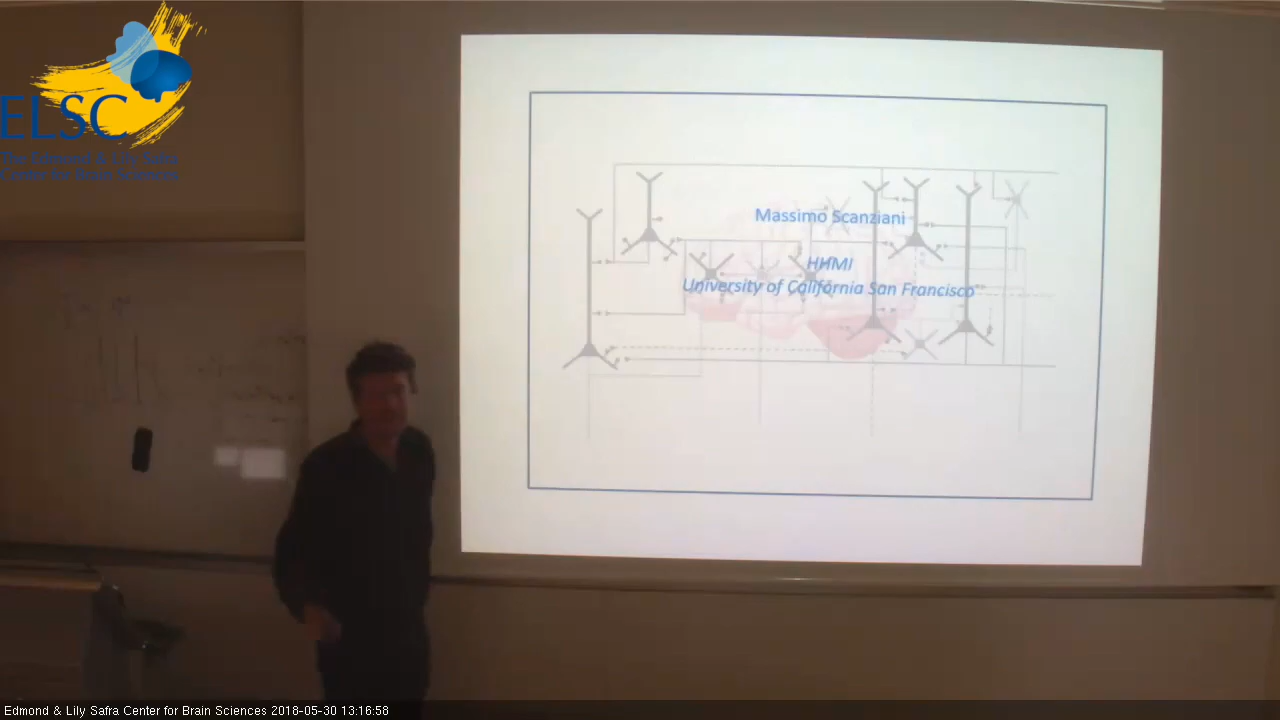 ELSC
The Edmond & Lily Safra
Center for Brain Sciences
Massimo Scanziani
HHMI
University of California San Francisco
Edmond & Lily Safra Center for Brain Sciences 2018-05-30 13:16:58